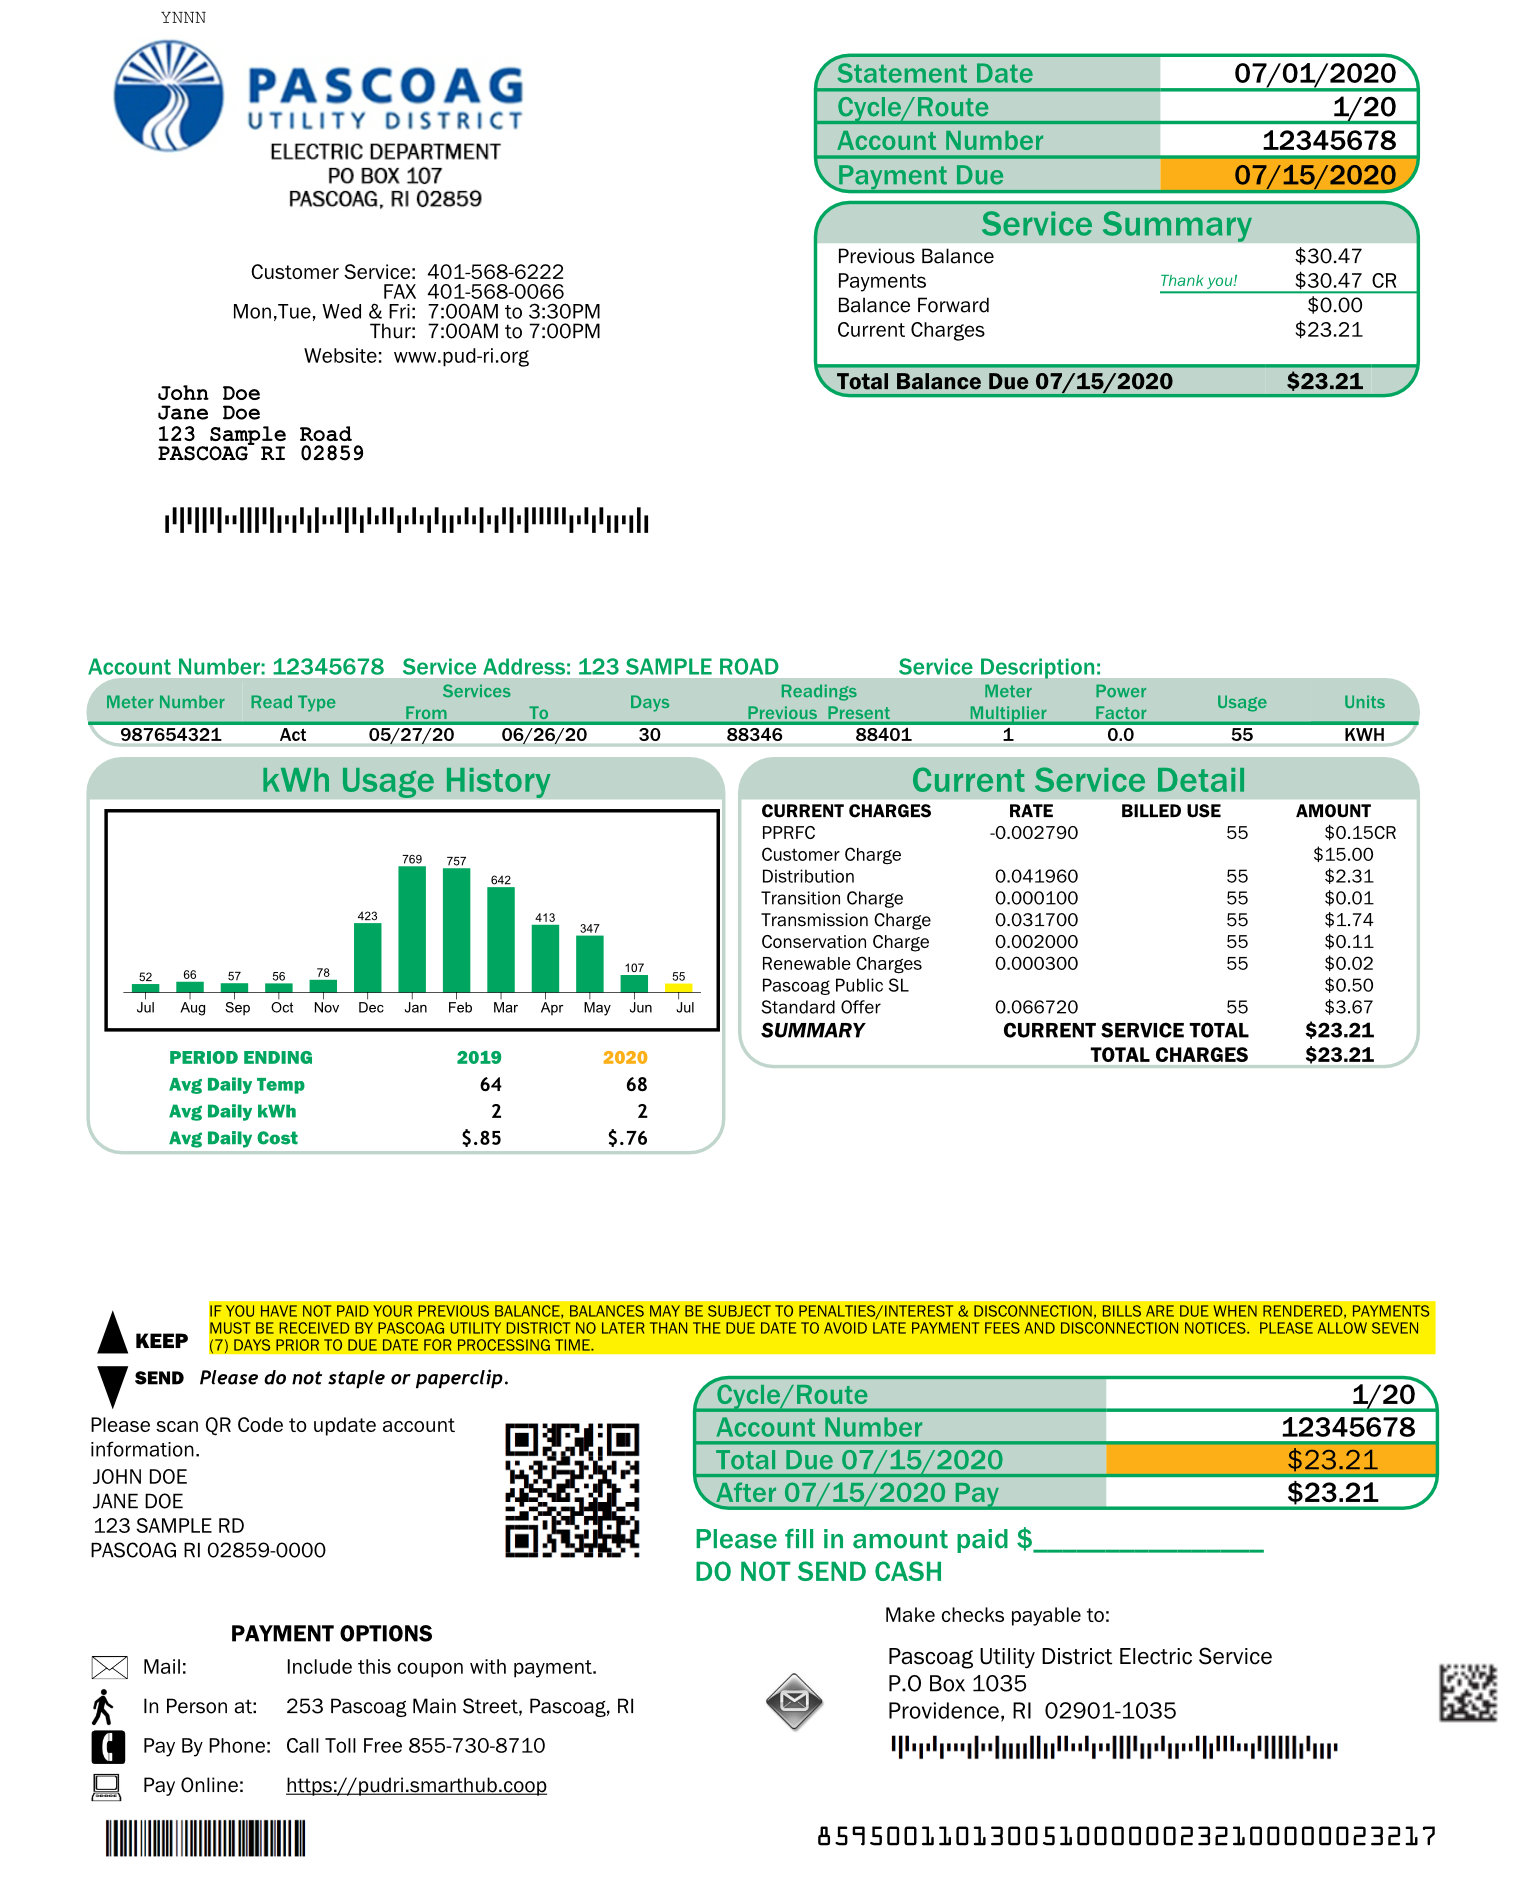 YNNN
PASCOAG
UTILITY DISTRICT
ELECTRIC DEPARTMENT
PO BOX 107
PASCOAG, RI 02859
Statement Date 07/01/2020
Cycle/Route 1/20
Account Number 12345678
Payment Due 07/15/2020
Service Summary
Previous Balance $30.47
Payments Thank you! $30.47 CR
Balance Forward $0.00
Current Charges $23.21
Total Balance Due 07/15/2020 $23.21
Customer Service: 401-568-6222
FAX 401-568-0066
Mon,Tue, Wed & Fri: 7:00AM to 3:30PM
Thur: 7:00AM to 7:00PM
Website: www.pud-ri.org
John Doe
Jane Doe
123 Sample Road
PASCOAG RI 02859
Account Number: 12345678 Service Address: 123 SAMPLE ROAD Service Description:
Meter Number Read Type Services Days Readings Meter Power Usage Units
From To Previous Present Multiplier Factor
987654321 Act 05/27/20 06/26/20 30 88346 88401 1 0.0 55 KWH
kWh Usage History
769 757
642
423 413
347
52 66 57 56 78 107 55
Jul Aug Sep Oct Nov Dec Jan Feb Mar Apr May Jun Jul
PERIOD ENDING 2019 2020
Avg Daily Temp 64 68
Avg Daily kWh 2 2
Avg Daily Cost $.85 $.76
Current Service Detail
CURRENT CHARGES RATE BILLED USE AMOUNT
PPRFC -0.002790 55 $0.15CR
Customer Charge $15.00
Distribution 0.041960 55 $2.31
Transition Charge 0.000100 55 $0.01
Transmission Charge 0.031700 55 $1.74
Conservation Charge 0.002000 55 $0.11
Renewable Charges 0.000300 55 $0.02
Pascoag Public SL $0.50
Standard Offer 0.066720 55 $3.67
SUMMARY CURRENT SERVICE TOTAL $23.21
TOTAL CHARGES $23.21
IF YOU HAVE NOT PAID YOUR PREVIOUS BALANCE, BALANCES MAY BE SUBJECT TO PENALTIES/INTEREST & DISCONNECTION, BILLS ARE DUE WHEN RENDERED, PAYMENTS
MUST BE RECEIVED BY PASCOAG UTILITY DISTRICT NO LATER THAN THE DUE DATE TO AVOID LATE PAYMENT FEES AND DISCONNECTION NOTICES. PLEASE ALLOW SEVEN
(7) DAYS PRIOR TO DUE DATE FOR PROCESSING TIME.
KEEP
SEND Please do not staple or paperclip.
Please scan QR Code to update account
information.
JOHN DOE
JANE DOE
123 SAMPLE RD
PASCOAG RI 02859-0000
Cycle/Route 1/20
Account Number 12345678
Total Due 07/15/2020 $23.21
After 07/15/2020 Pay $23.21
Please fill in amount paid $________________
DO NOT SEND CASH
PAYMENT OPTIONS
Mail: Include this coupon with payment.
In Person at: 253 Pascoag Main Street, Pascoag, RI
Pay By Phone: Call Toll Free 855-730-8710
Pay Online: https://pudri.smarthub.coop
Make checks payable to:
Pascoag Utility District Electric Service
P.O Box 1035
Providence, RI 02901-1035
859500110130051000000232100000023217